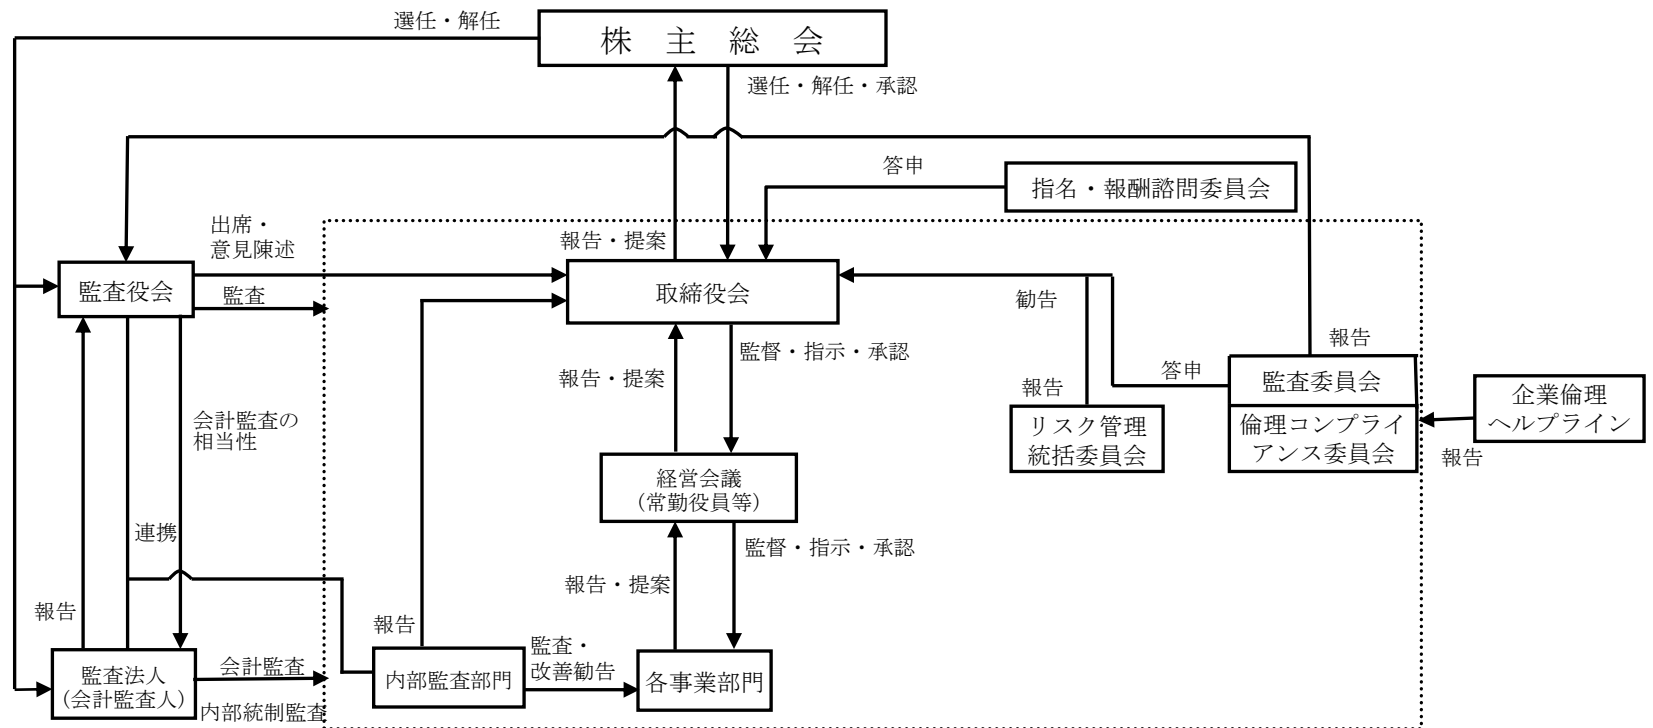 選任・解任
株主総会
選任・解任・承認
答申
指名・報酬諮問委員会
出席・
意見陳述
報告・提案
監査役会
監査
取締役会
勧告
報告
監督・指示・承認
報告・提案
答申
監査委員会
報告
企業倫理
ヘルプライン
リスク管理
統括委員会
倫理コンプライ
アンス委員会
報告
会計監査の
相当性
経営会議
（常勤役員等）
連携
監督・指示・承認
報告・提案
報告
報告
監査・
改善勧告
監査法人
（会計監査人）
会計監査
内部統制監査
内部監査部門
各事業部門